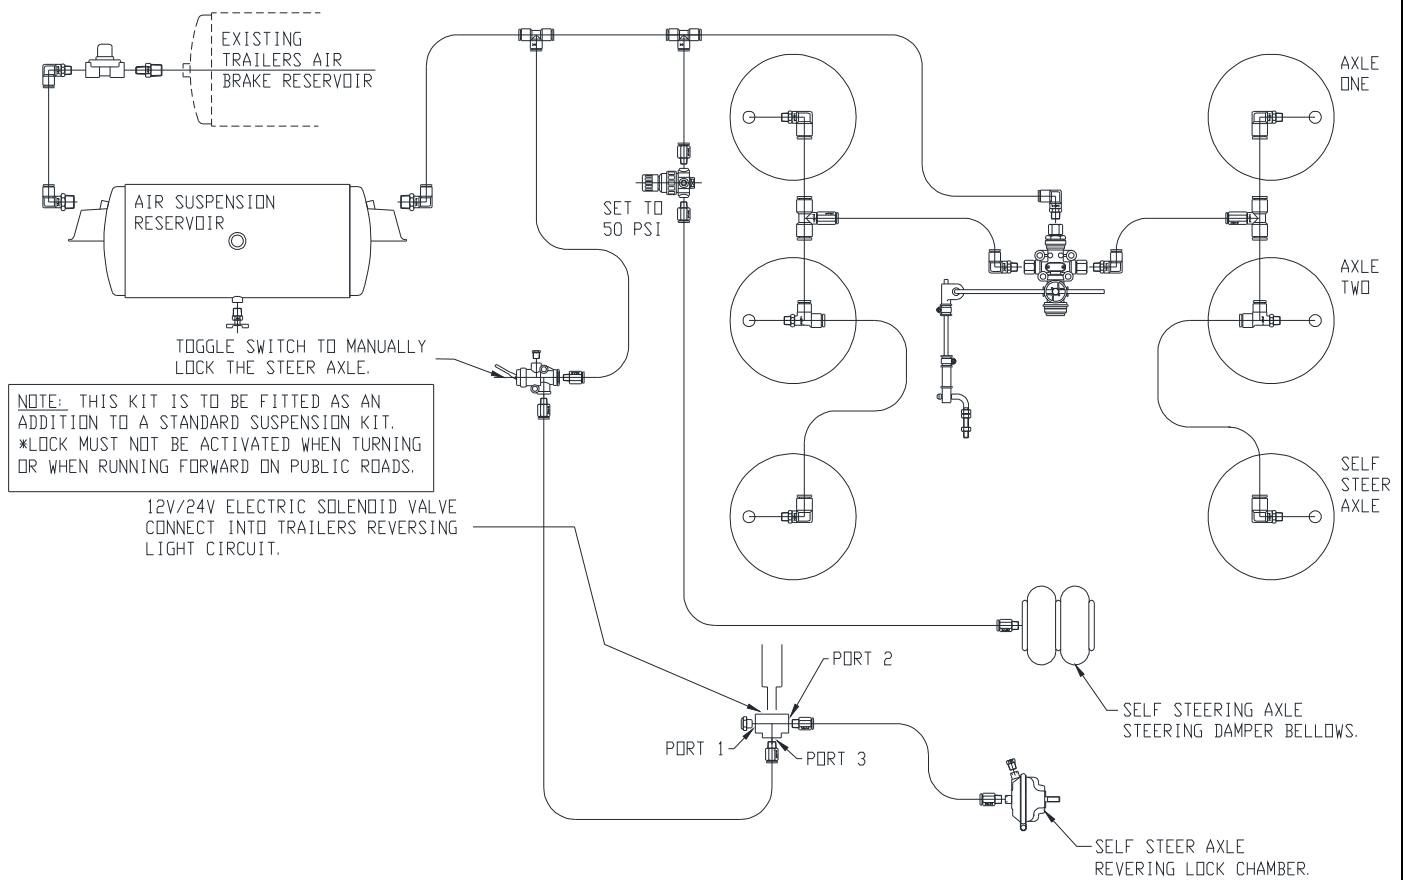 EXISTING
TRAILERS AIR
BRAKE RESERVOIR
AIR SUSPENSION
RESERVOIR
SET TO
50 PSI
AXLE
ONE
AXLE
TWO
SELF
STEER
AXLE
TOGGLE SWITCH TO MANUALLY
LOCK THE STEER AXLE.
NOTE: THIS KIT IS TO BE FITTED AS AN
ADDITION TO A STANDARD SUSPENSION KIT.
*LOCK MUST NOT BE ACTIVATED WHEN TURNING
OR WHEN RUNNING FORWARD ON PUBLIC ROADS.
12V/24V ELECTRIC SOLENOID VALVE
CONNECT INTO TRAILERS REVERSING
LIGHT CIRCUIT.
PORT 2
PORT 1
PORT 3
SELF STEERING AXLE
STEERING DAMPER BELLOWS.
SELF STEER AXLE
REVERING LOCK CHAMBER.